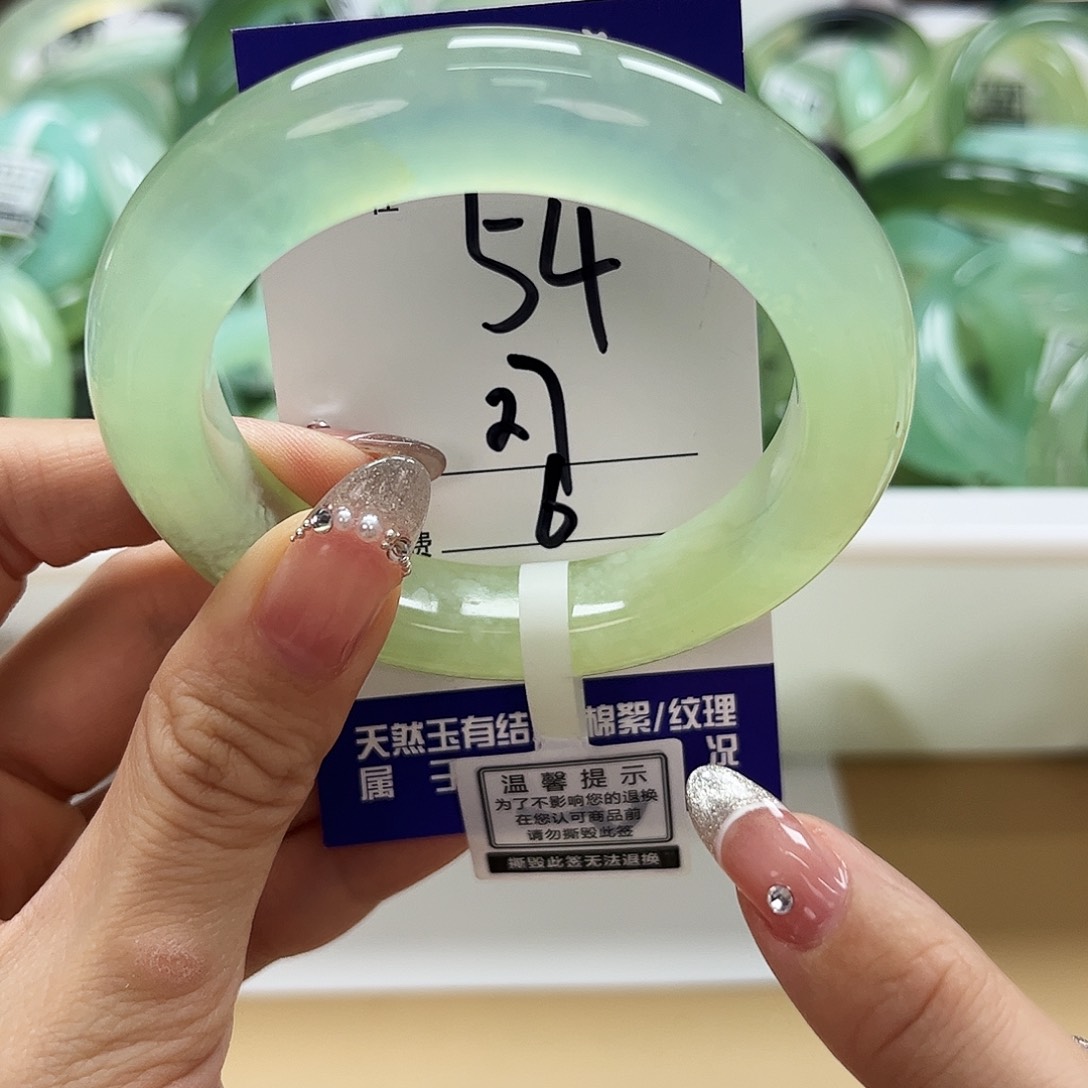 54
27
6
费
天然玉有结 棉絮/纹理
属于 况
温馨提示
为了不影响您的退换
在您认可商品前
请勿撕毁此签
撕毁此签无法退换